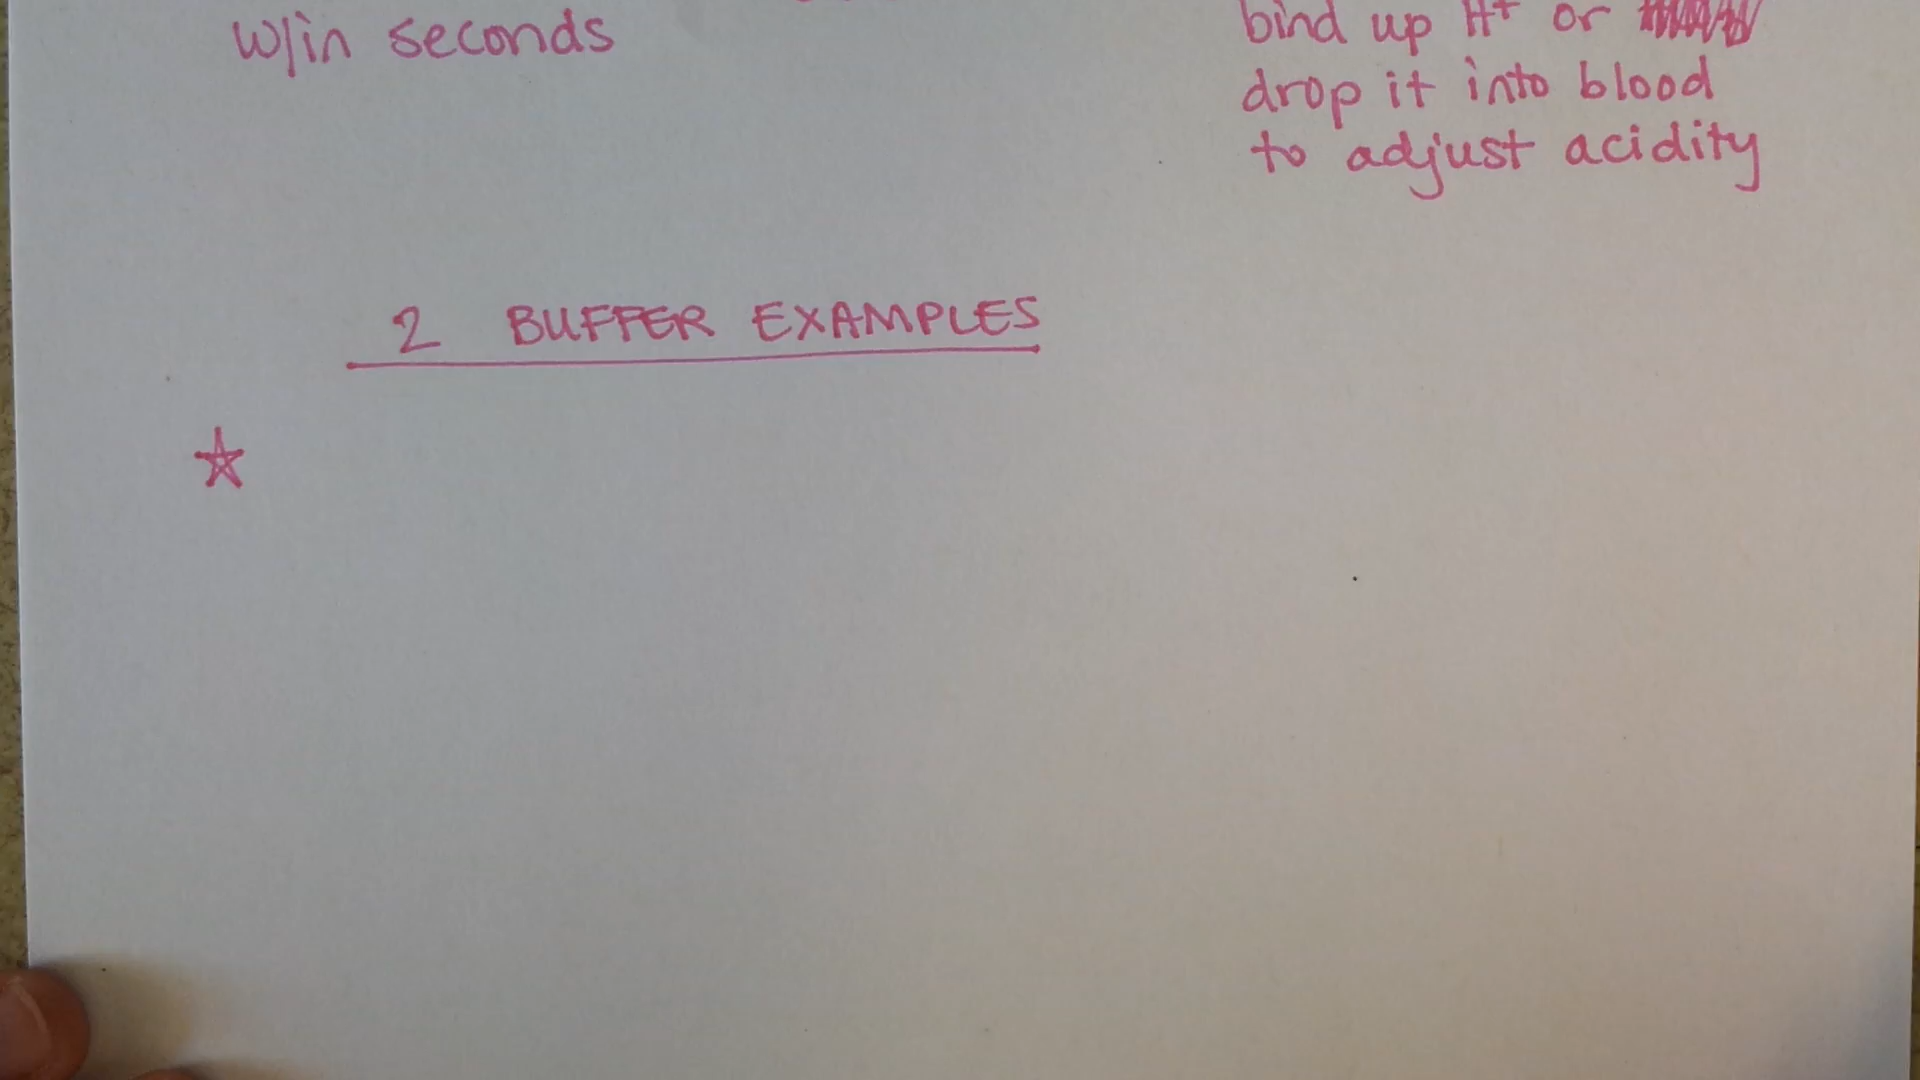 w/in seconds
bind up H+ or
drop it into blood
to adjust acidity
2 BUFFER EXAMPLES